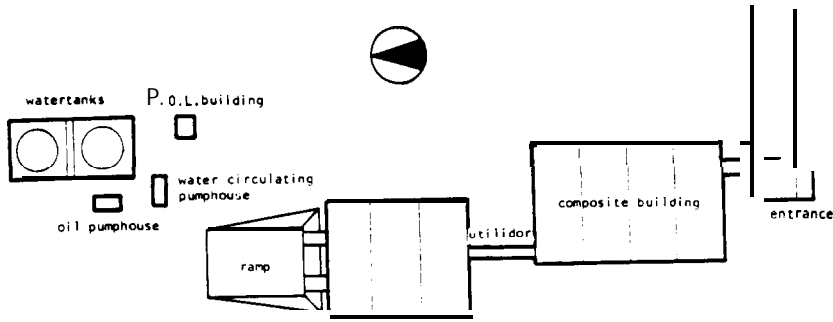 watertanks
P.O.L.building
water circulating
pumphouse
oil pumphouse
composite building
entrance
utilidor
ramp